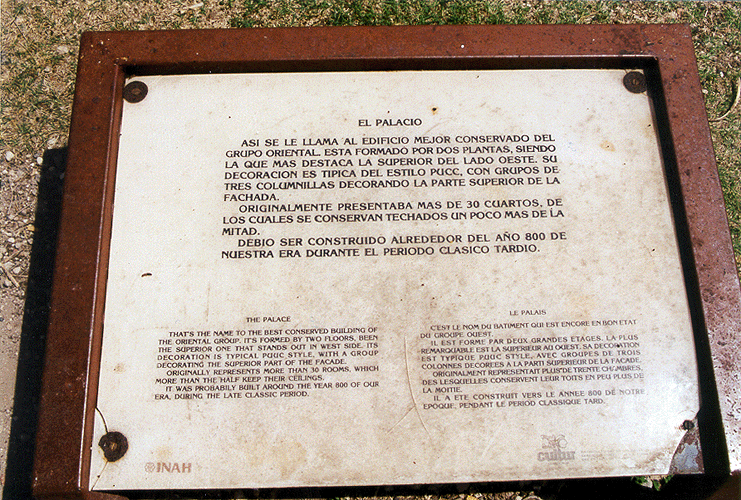 EL PALACIO
ASI SE LE LLAMA AL EDIFICIO MEJOR CONSERVADO DEL
GRUPO ORIENTAL. ESTA FORMADO POR DOS PLANTAS, SIENDO
LA QUE MAS DESTACA LA SUPERIOR DEL LADO OESTE. SU
DECORACION ES TIPICA DEL ESTILO PUCC, CON GRUPOS DE
TRES COLUMNILLAS DECORANDO LA PARTE SUPERIOR DE LA
FACHADA.
ORIGINALMENTE PRESENTABA MAS DE 30 CUARTOS, DE
LOS CUALES SE CONSERVAN TECHADOS UN POCO MAS DE LA
MITAD.
DEBIO SER CONSTRUIDO ALREDEDOR DEL AÑO 800 DE
NUESTRA ERA DURANTE EL PERIODO CLASICO TARDIO.
THE PALACE
THAT'S THE NAME TO THE BEST CONSERVED BUILDING OF
THE ORIENTAL GROUP. IT'S FORMED BY TWO FLOORS, BEEN
THE SUPERIOR ONE THAT STANDS OUT IN WEST SIDE. ITS
DECORATION IS TYPICAL PUUC STYLE, WITH A GROUP
DECORATING THE SUPERIOR PART OF THE FACADE.
ORIGINALLY REPRESENTS MORE THAN 30 ROOMS, WHICH
MORE THAN THE HALF KEEP THEIR CEILINGS.
IT WAS PROBABLY BUILT AROUND THE YEAR 800 OF OUR
ERA, DURING THE LATE CLASSIC PERIOD.
LE PALAIS
C'EST LE NOM DU BATIMENT QUI EST ENCORE EN BON ETAT
DU GROUPE OUEST.
IL EST FORME PAR DEUX GRANDES ETAGES. LA PLUS
REMARQUABLE EST LA SUPERIEUR AU OUEST. SA DECORATION
EST TYPIQUE PUUC STYLE, AVEC GROUPES DE TROIS
COLONNES DECOREES A LA PARTI SUPERIEUR DE LA FACADE.
ORIGINALMENT REPRESENTAIT PLUS DE TRENTE CHAMBRES,
DES LESQUELLES CONSERVENT LEUR TOITS EN PEU PLUS DE
LA MOITIE.
IL A ETE CONSTRUIT VERS LE ANNEE 800 DE NOTRE
EPOQUE, PENDANT LE PERIOD CLASSIQUE TARD.
INAH